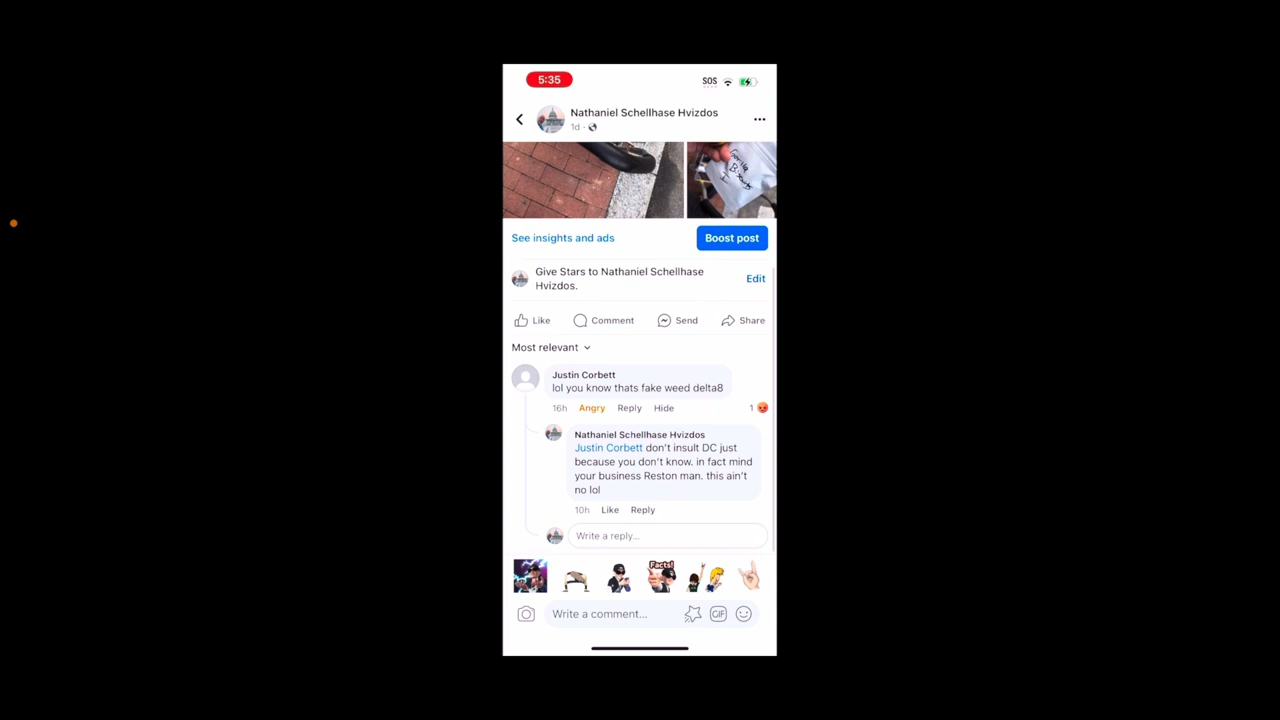 5:35
SOS
Nathaniel Schellhase Hvizdos
1d
Gorilla
See insights and ads
Boost post
Give Stars to Nathaniel Schellhase
Hvizdos.
Edit
Like
Comment
Send
Share
Most relevant
Justin Corbett
lol you know thats fake weed delta8
16h
Angry
Reply
Hide
1
Nathaniel Schellhase Hvizdos
Justin Corbett don't insult DC just
because you don't know. in fact mind
your business Reston man. this ain't
no lol
10h
Like
Reply
Write a reply...
Facts!
Write a comment...
GIF